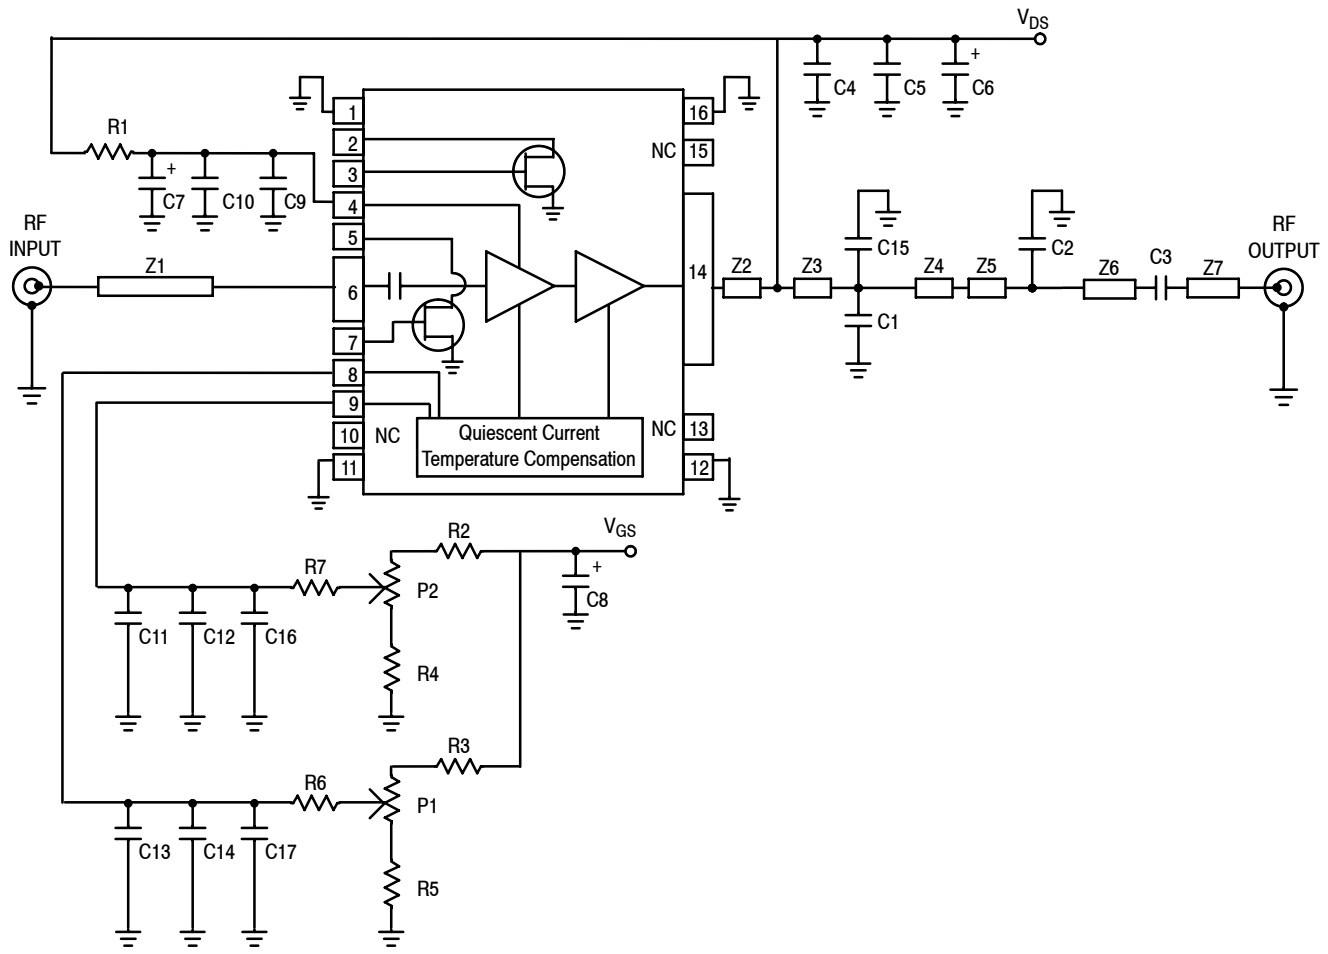 V_DS
C4
C5
+
C6
R1
+
C7
C10
C9
1
2
3
4
5
6
7
8
9
10
11
NC
16
NC
15
14
NC
13
12
Quiescent Current
Temperature Compensation
RF
INPUT
Z1
Z2
Z3
C15
C1
Z4
Z5
C2
Z6
C3
Z7
RF
OUTPUT
R2
V_GS
+
C8
R7
P2
C11
C12
C16
R4
R3
R6
P1
C13
C14
C17
R5